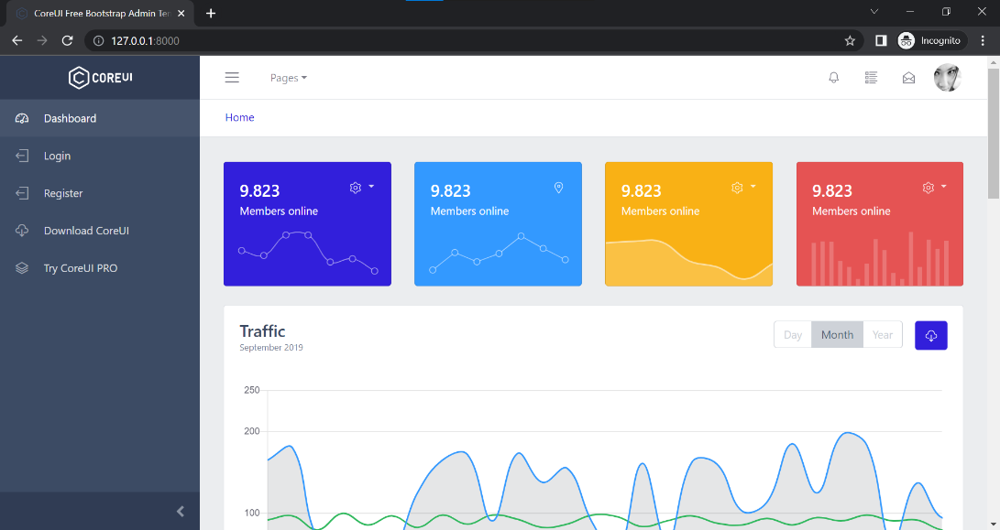 CoreUI Free Bootstrap Admin Ter
127.0.0.1:8000
Incognito
COREUI
Pages
Dashboard
Home
Login
Register
Download CoreUI
Try CoreUI PRO
9.823
Members online
9.823
Members online
9.823
Members online
9.823
Members online
Traffic
September 2019
Day
Month
Year
250
200
100